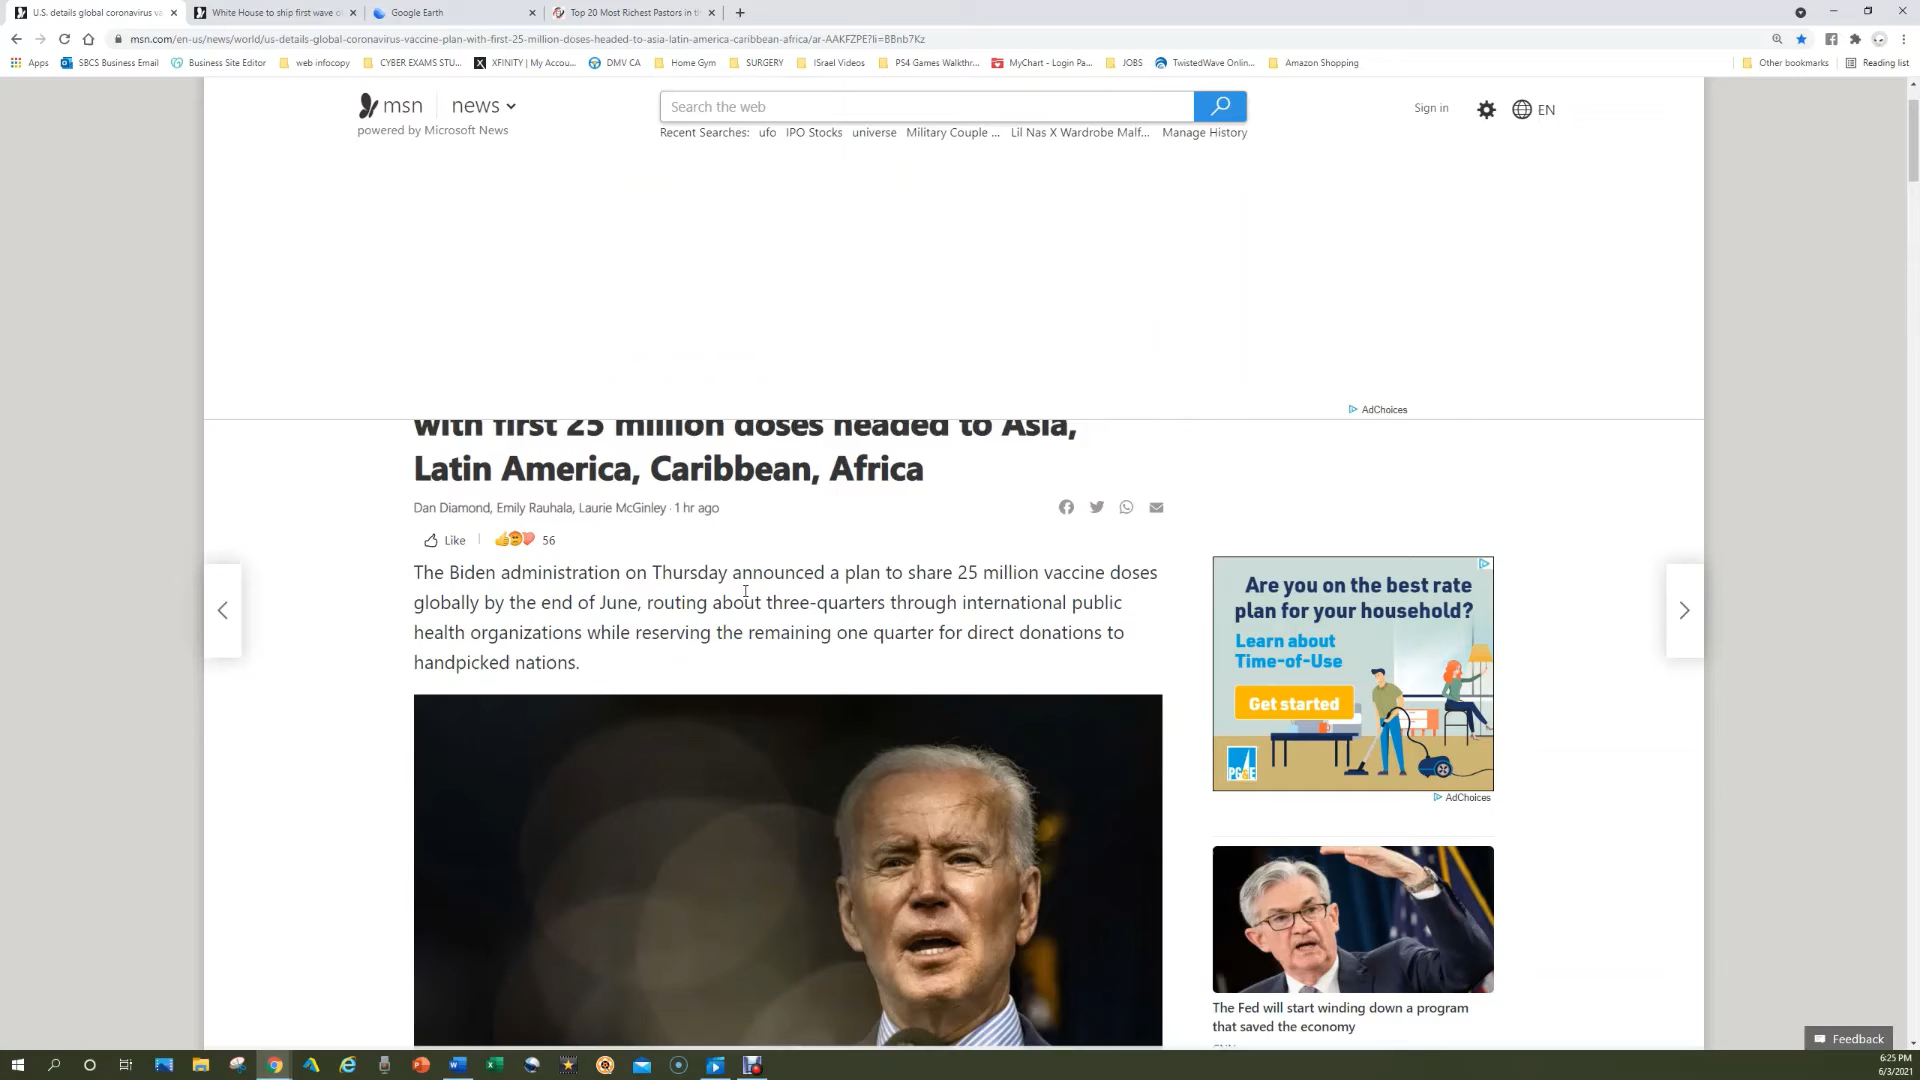 U.S. details global coronavirus va
White House to ship first wave o
Google Earth
Top 20 Most Richest Pastors in t
msn.com/en-us/news/world/us-details-global-coronavirus-vaccine-plan-with-first-25-million-doses-headed-to-asia-latin-america-caribbean-africa/ar-AAKFZPE?li=BBnb7Kz
Apps
SBCS Business Email
Business Site Editor
web infocopy
CYBER EXAMS STU...
XFINITY | My Accou...
DMV CA
Home Gym
SURGERY
ISrael Videos
PS4 Games Walkthr...
MyChart - Login Pa...
JOBS
TwistedWave Onlin...
Amazon Shopping
Other bookmarks
Reading list
msn
news
powered by Microsoft News
Search the web
Sign in
EN
Recent Searches: ufo IPO Stocks universe Military Couple ... Lil Nas X Wardrobe Malf... Manage History
AdChoices
with first 25 million doses headed to Asia,
Latin America, Caribbean, Africa
Dan Diamond, Emily Rauhala, Laurie McGinley · 1 hr ago
Like
56
The Biden administration on Thursday announced a plan to share 25 million vaccine doses
globally by the end of June, routing about three-quarters through international public
health organizations while reserving the remaining one quarter for direct donations to
handpicked nations.
Are you on the best rate
plan for your household?
Learn about
Time-of-Use
Get started
PG&E
AdChoices
The Fed will start winding down a program
that saved the economy
Feedback
6:25 PM
6/3/2021